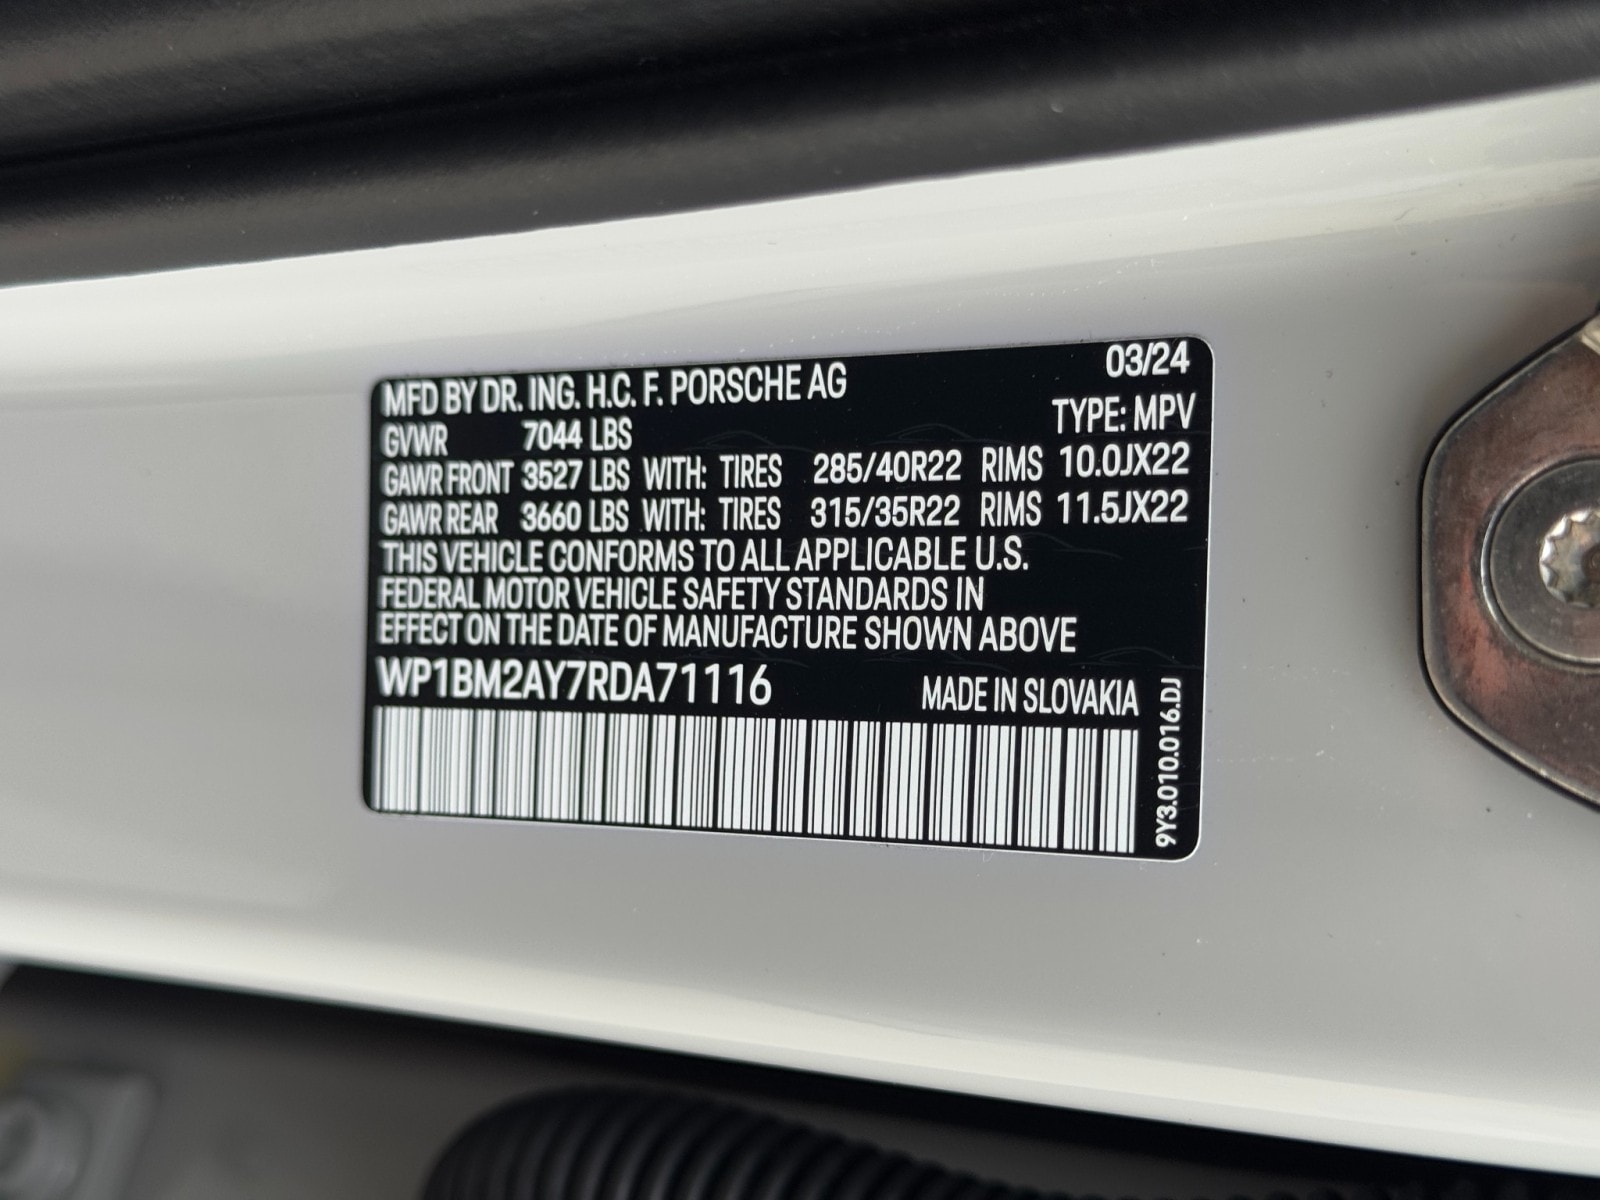 MFD BY DR. ING. H.C. F. PORSCHE AG 03/24
GVWR 7044 LBS TYPE: MPV
GAWR FRONT 3527 LBS WITH: TIRES 285/40R22 RIMS 10.0JX22
GAWR REAR 3660 LBS WITH: TIRES 315/35R22 RIMS 11.5JX22
THIS VEHICLE CONFORMS TO ALL APPLICABLE U.S.
FEDERAL MOTOR VEHICLE SAFETY STANDARDS IN
EFFECT ON THE DATE OF MANUFACTURE SHOWN ABOVE
WP1BM2AY7RDA71116 MADE IN SLOVAKIA
9Y3.010.016.DJ